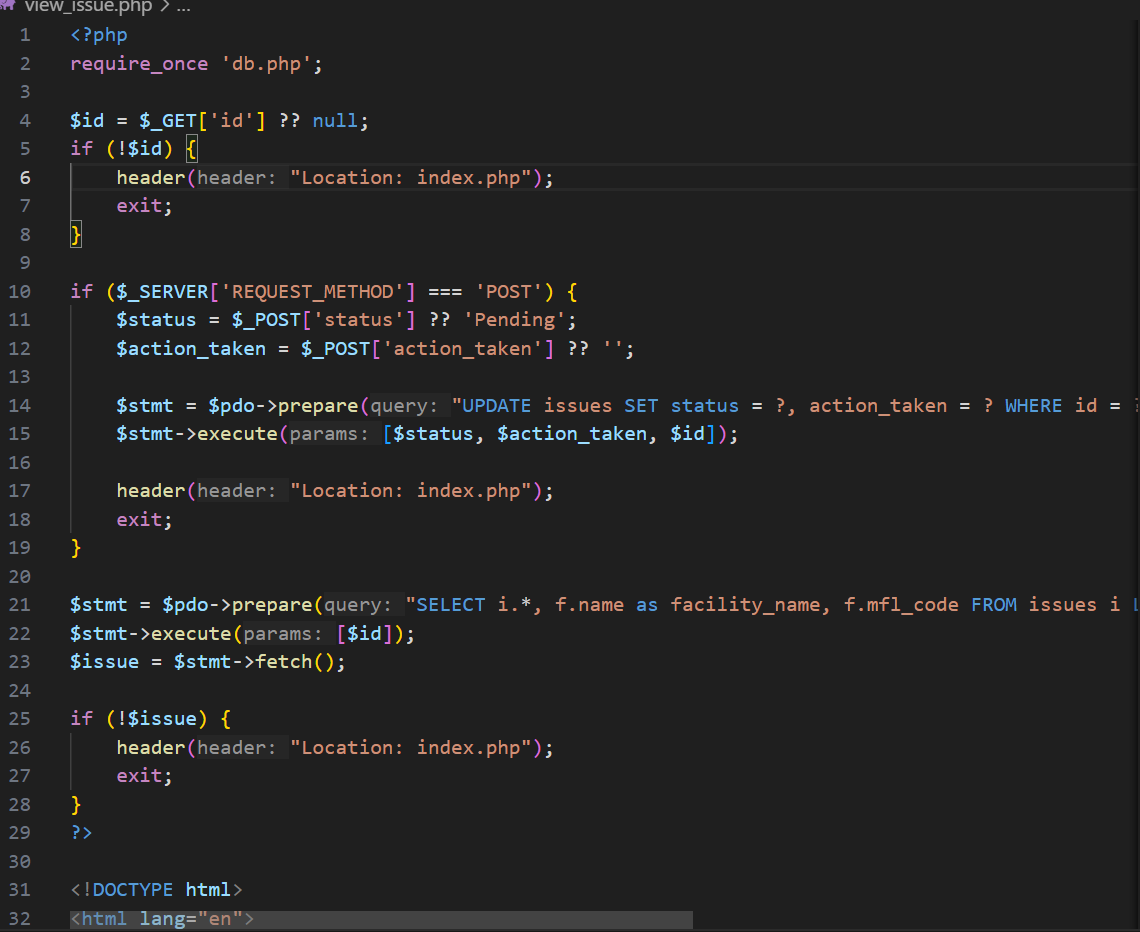 view_issue.php > ...
1 <?php
2 require_once 'db.php';
3
4 $id = $_GET['id'] ?? null;
5 if (!$id) {
6 header(header: "Location: index.php");
7 exit;
8 }
9
10 if ($_SERVER['REQUEST_METHOD'] === 'POST') {
11 $status = $_POST['status'] ?? 'Pending';
12 $action_taken = $_POST['action_taken'] ?? '';
13
14 $stmt = $pdo->prepare(query: "UPDATE issues SET status = ?, action_taken = ? WHERE id = ?
15 $stmt->execute(params: [$status, $action_taken, $id]);
16
17 header(header: "Location: index.php");
18 exit;
19 }
20
21 $stmt = $pdo->prepare(query: "SELECT i.*, f.name as facility_name, f.mfl_code FROM issues i
22 $stmt->execute(params: [$id]);
23 $issue = $stmt->fetch();
24
25 if (!$issue) {
26 header(header: "Location: index.php");
27 exit;
28 }
29 ?>
30
31 <!DOCTYPE html>
32 <html lang="en">